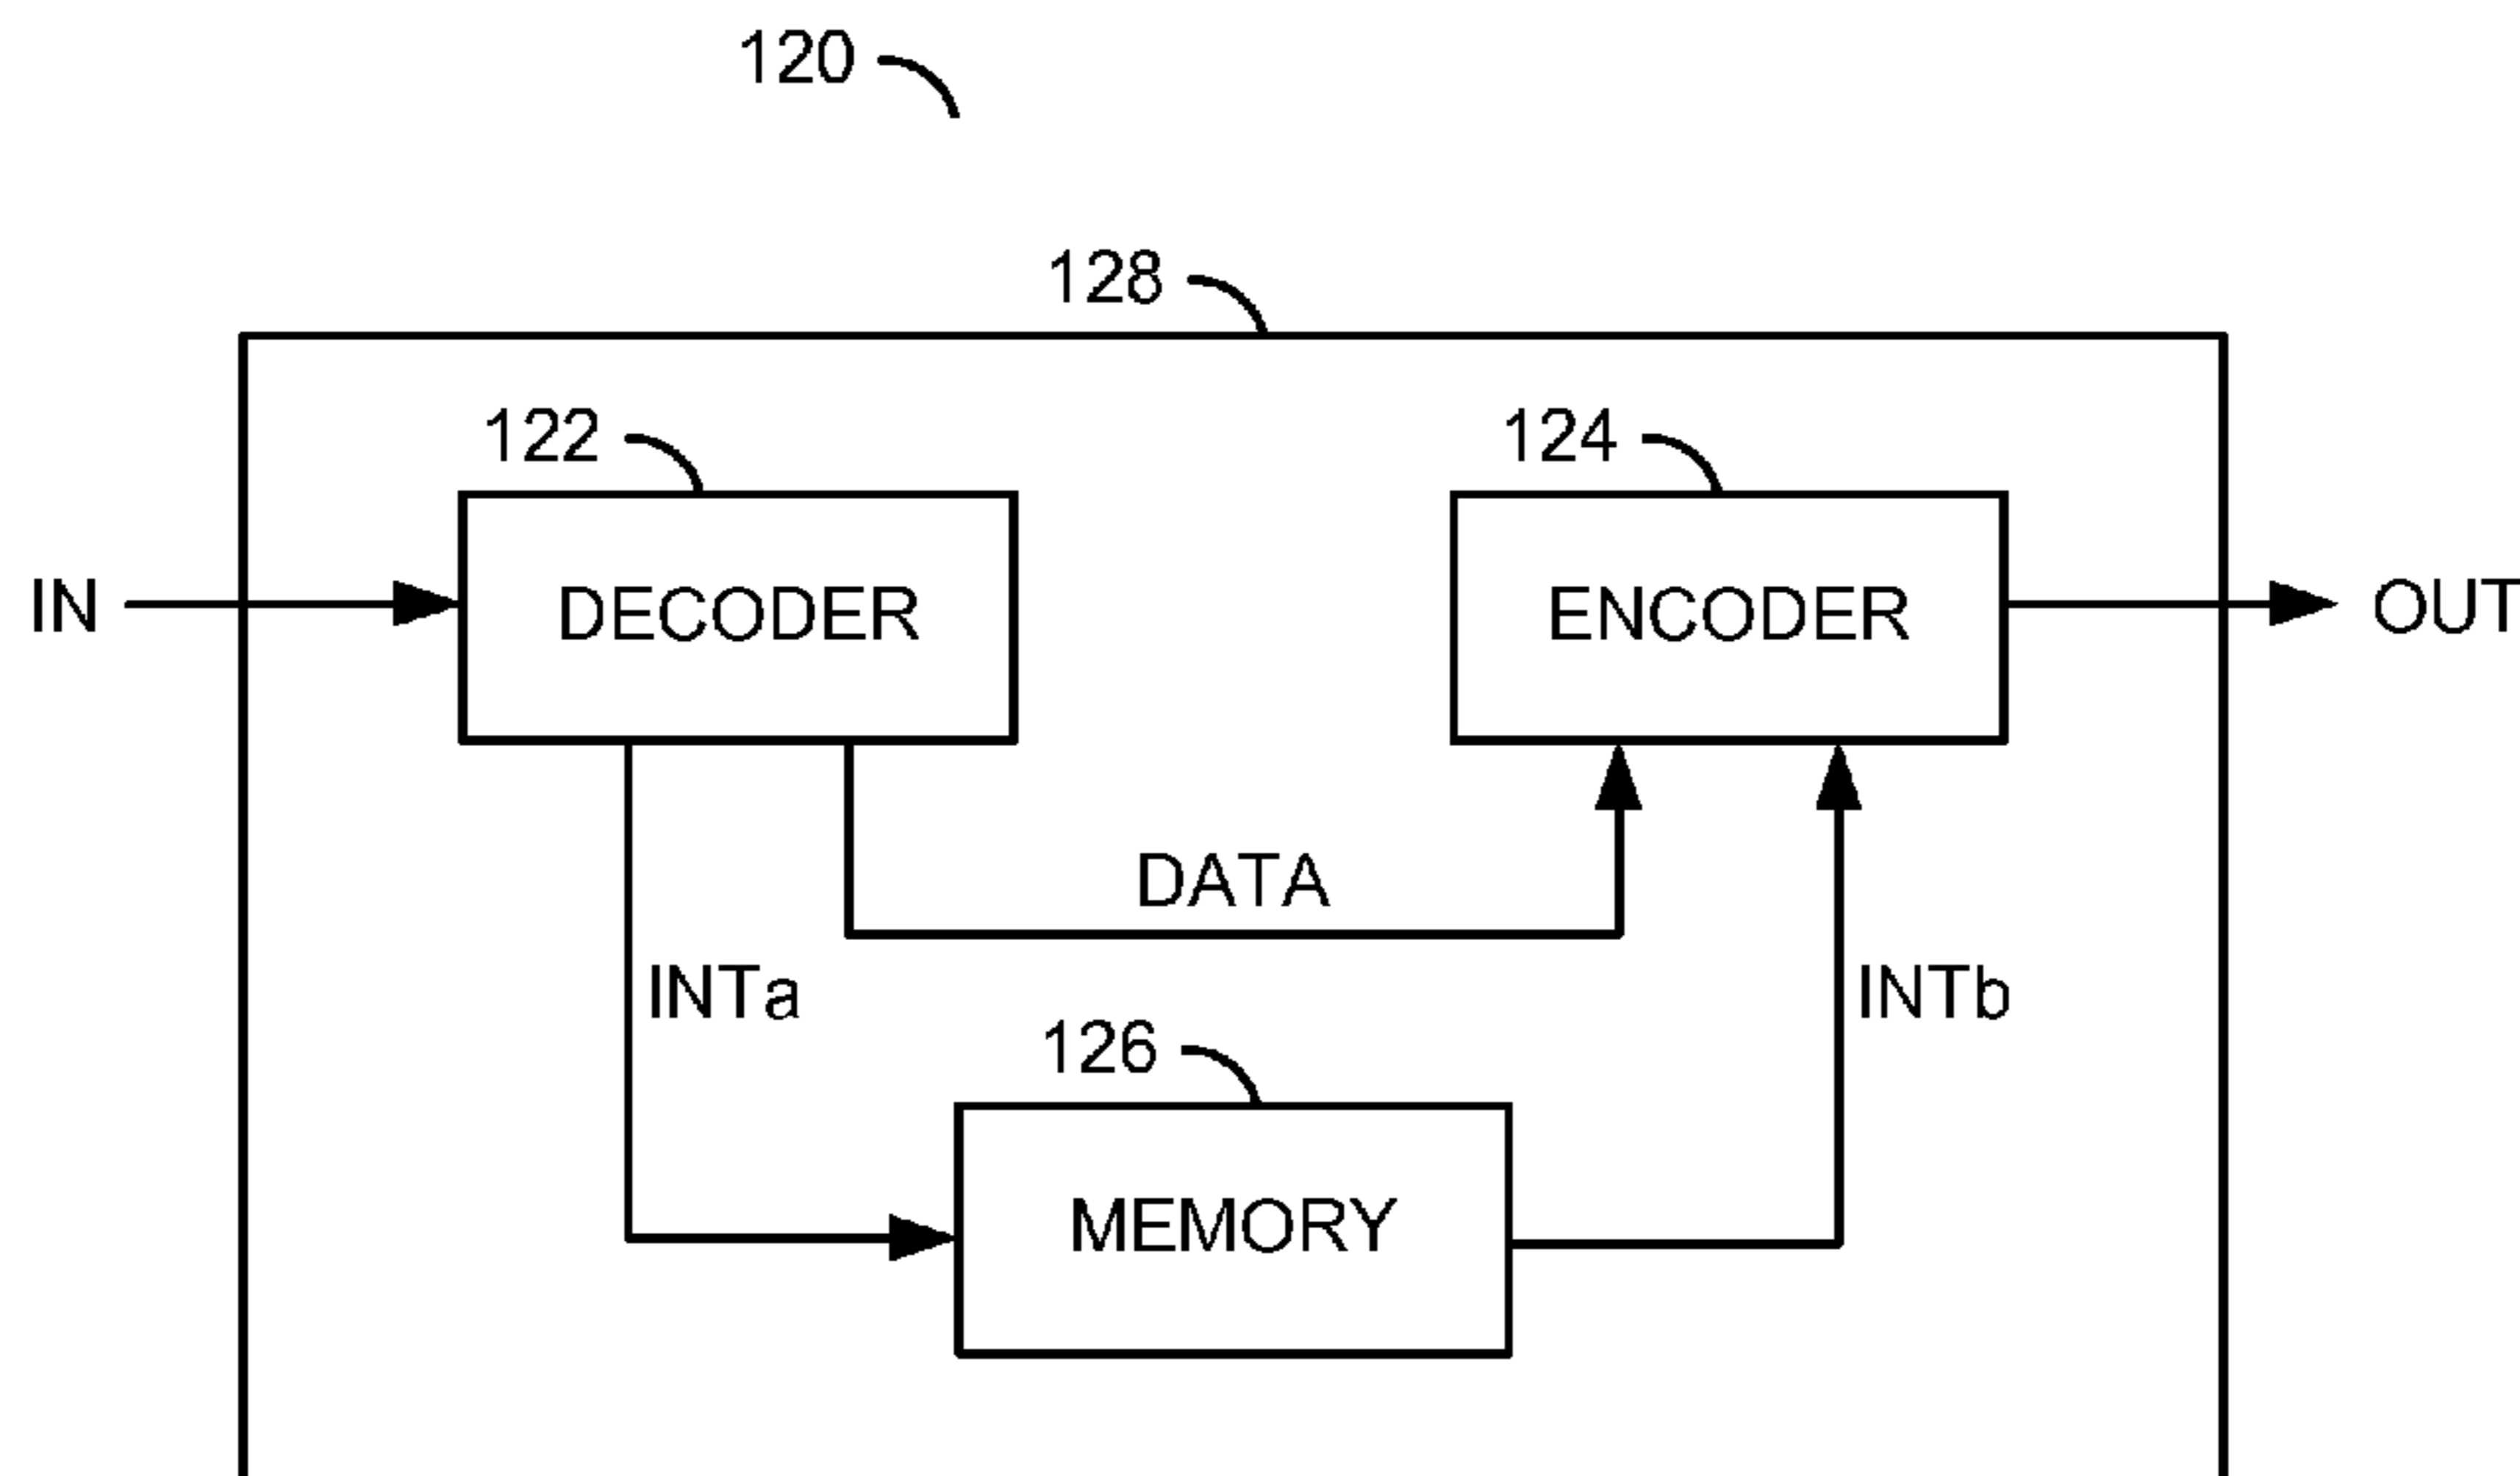 120
128
122
124
IN
DECODER
ENCODER
OUT
DATA
INTa
INTb
126
MEMORY